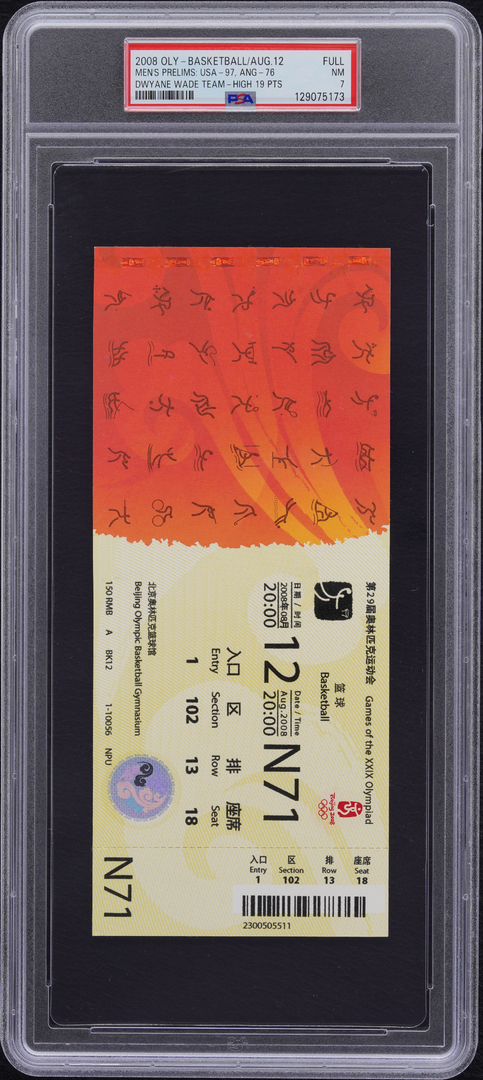 2008 OLY-BASKETBALL/AUG.12 FULL
MEN'S PRELIMS: USA-97, ANG-76 NM
DWYANE WADE TEAM-HIGH 19 PTS 7
PSA 129075173
第29届奥林匹克运动会 Games of the XXIX Olympiad
篮球
Basketball
Beijing 2008
日期 / 时间
2008年08月
20:00
12
Date / Time
Aug.2008
20:00
N71
入口 区 排 座席
Entry Section Row Seat
1 102 13 18
北京奥林匹克篮球馆
Beijing Olympic Basketball Gymnasium
150 RMB A BK12 1-10056 NPU
入口 区 排 座席
Entry Section Row Seat
1 102 13 18
2300505511
N71